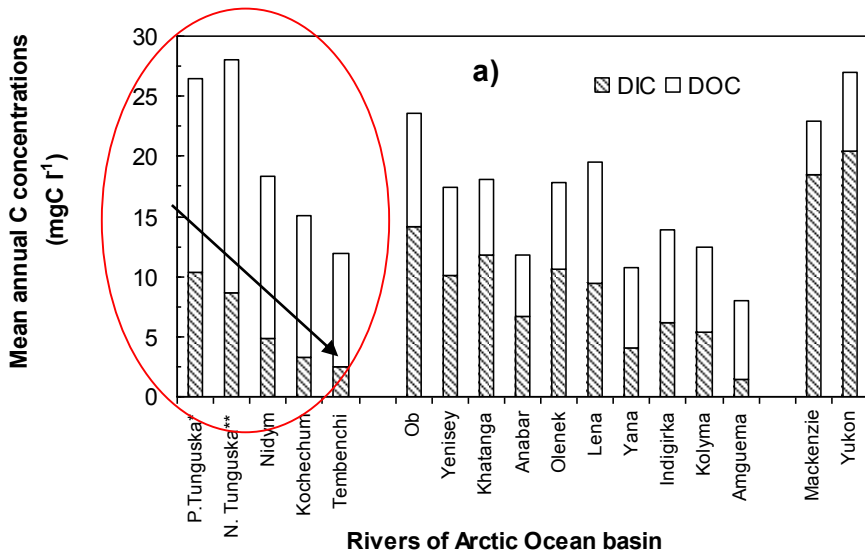 a)
DIC DOC
Mean annual C concentrations
(mgC l⁻¹)
30
25
20
15
10
5
0
P.Tunguska*
N. Tunguska**
Nidym
Kochechum
Tembenchi
Ob
Yenisey
Khatanga
Anabar
Olenek
Lena
Yana
Indigirka
Kolyma
Amguema
Mackenzie
Yukon
Rivers of Arctic Ocean basin